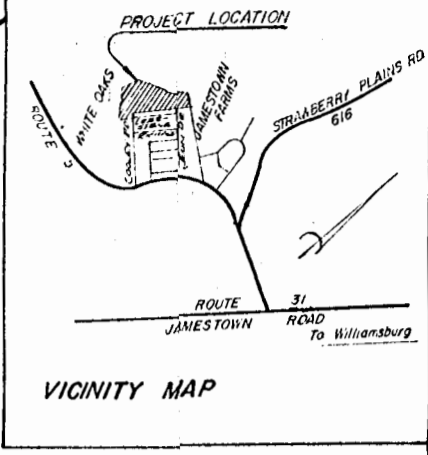 PROJECT LOCATION
WHITE OAKS
JAMESTOWN
FARMS
STRAWBERRY PLAINS RD.
616
ROUTE 5
ROUTE 31
JAMESTOWN ROAD
To Williamsburg
VICINITY MAP